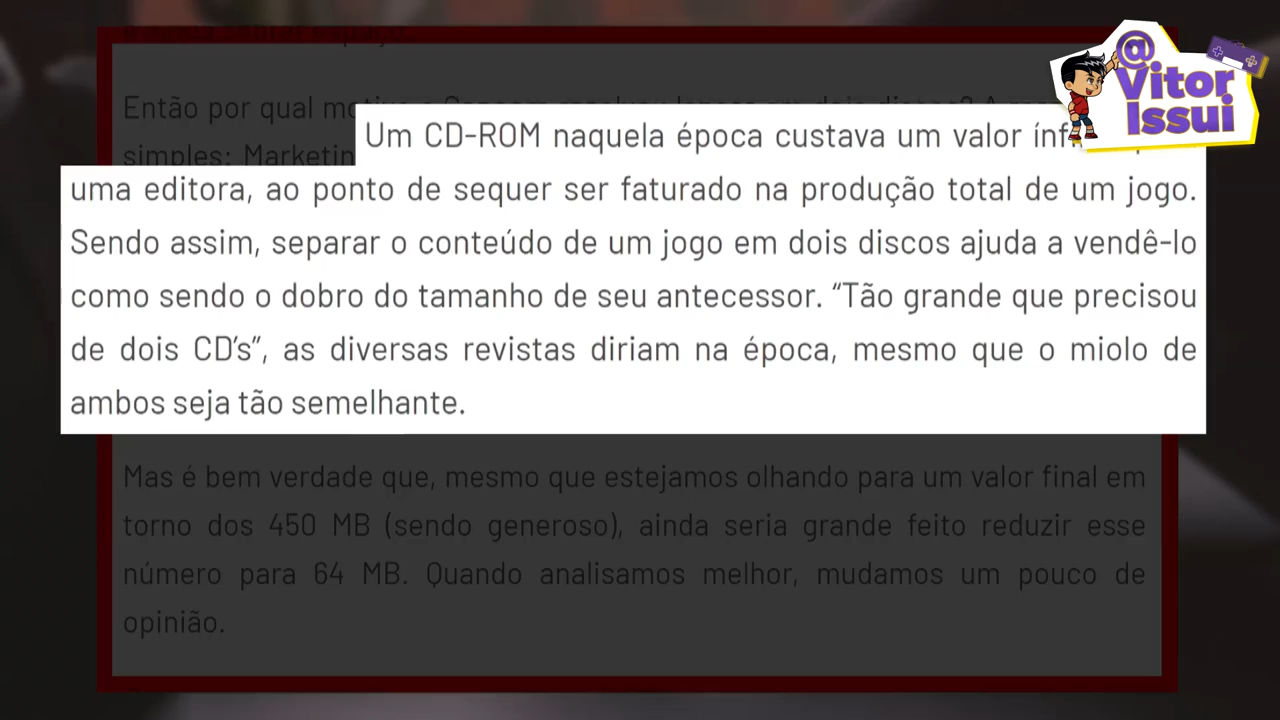 Então por qual
simples: Marketin
@
Vitor
Issui
Um CD-ROM naquela época custava um valor
uma editora, ao ponto de sequer ser faturado na produção total de um jogo.
Sendo assim, separar o conteúdo de um jogo em dois discos ajuda a vendê-lo
como sendo o dobro do tamanho de seu antecessor. “Tão grande que precisou
de dois CD’s”, as diversas revistas diriam na época, mesmo que o miolo de
ambos seja tão semelhante.
Mas é bem verdade que, mesmo que estejamos olhando para um valor final em
torno dos 450 MB (sendo generoso), ainda seria grande feito reduzir esse
número para 64 MB. Quando analisamos melhor, mudamos um pouco de
opinião.